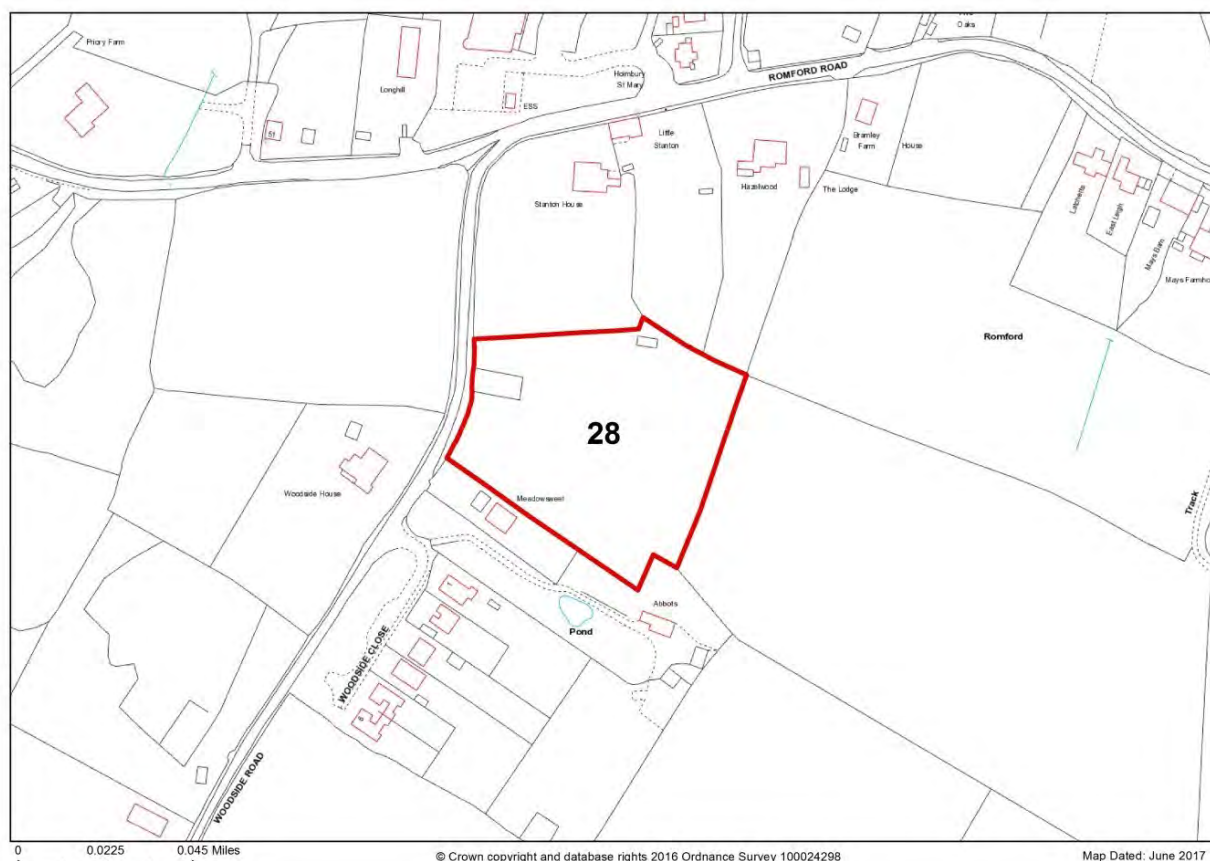 Oaks
Priory Farm
Holmbury
St Mary
ROMFORD ROAD
Longhill
ESS
51
Little
Stanton
Bramley
Farm
House
Hazelwood
The Lodge
Stanton House
Latchetts
East Leigh
Mays Barn
Mays Farmho
Romford
28
Woodside House
Meadowsweet
Track
1
Abbots
Pond
WOODSIDE CLOSE
6
WOODSIDE ROAD
0 0.0225 0.045 Miles
© Crown copyright and database rights 2016 Ordnance Survey 100024298
Map Dated: June 2017